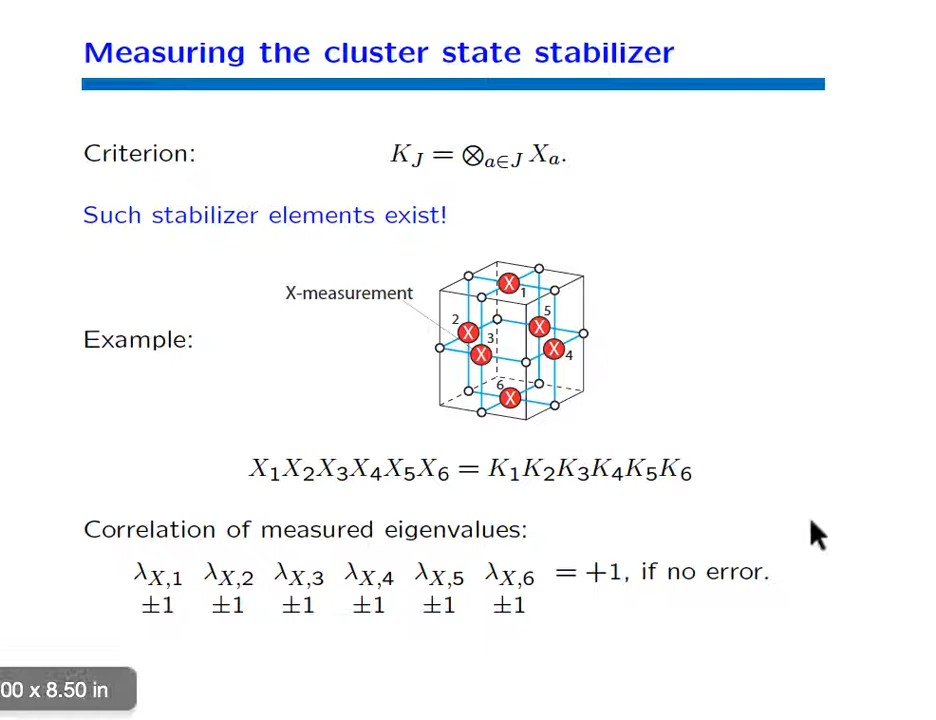 Measuring the cluster state stabilizer
Criterion: K_J = ⊗_{a∈J} X_a.
Such stabilizer elements exist!
X-measurement
X 1
2 X
X 5
3 X
X 4
6 X
Example:
X₁X₂X₃X₄X₅X₆ = K₁K₂K₃K₄K₅K₆
Correlation of measured eigenvalues:
λ_{X,1} λ_{X,2} λ_{X,3} λ_{X,4} λ_{X,5} λ_{X,6} = +1, if no error.
±1 ±1 ±1 ±1 ±1 ±1
00 x 8.50 in